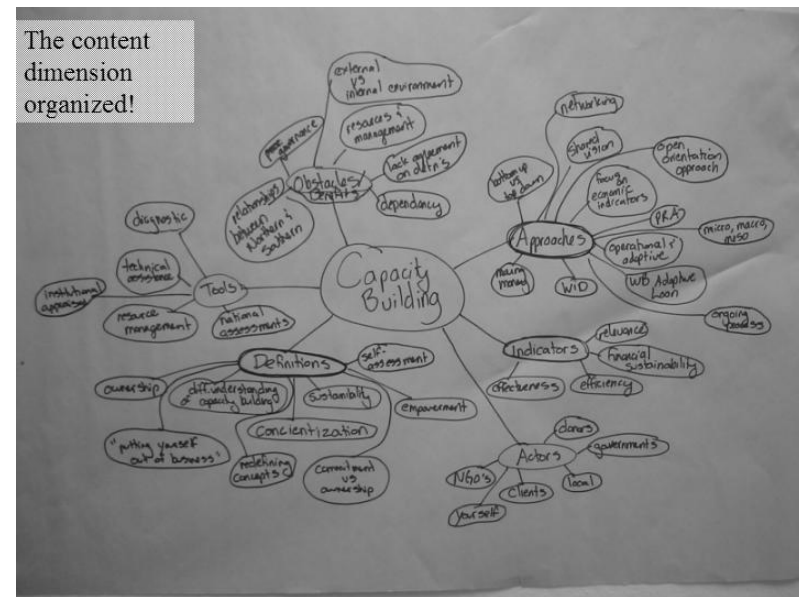 The content
dimension
organized!
Capacity
Building
Obstacles/
Benefits
external
vs
internal environment
resources &
management
lack agreement
on defn's
dependancy
governance
relationships
between
Northern &
Southern
Approaches
networking
shared
vision
open
orientation
approach
focus
on
economic
indicators
bottom up
vs
top down
PRA
micro, macro,
meso
operational &
adaptive
WB Adaptive
Loan
ongoing
process
WID
Indicators
relevance
financial
sustainability
efficiency
effectiveness
Actors
donors
governments
local
clients
NGO's
yourself
Definitions
self-
assessment
empowerment
sustanibility
commitment
vs
ownership
concientization
redefining
concepts
diff. understanding
of capacity building
"putting yourself
out of business"
ownership
Tools
diagnostic
technical
assistance
institutional
appraisal
resource
management
national
assessments